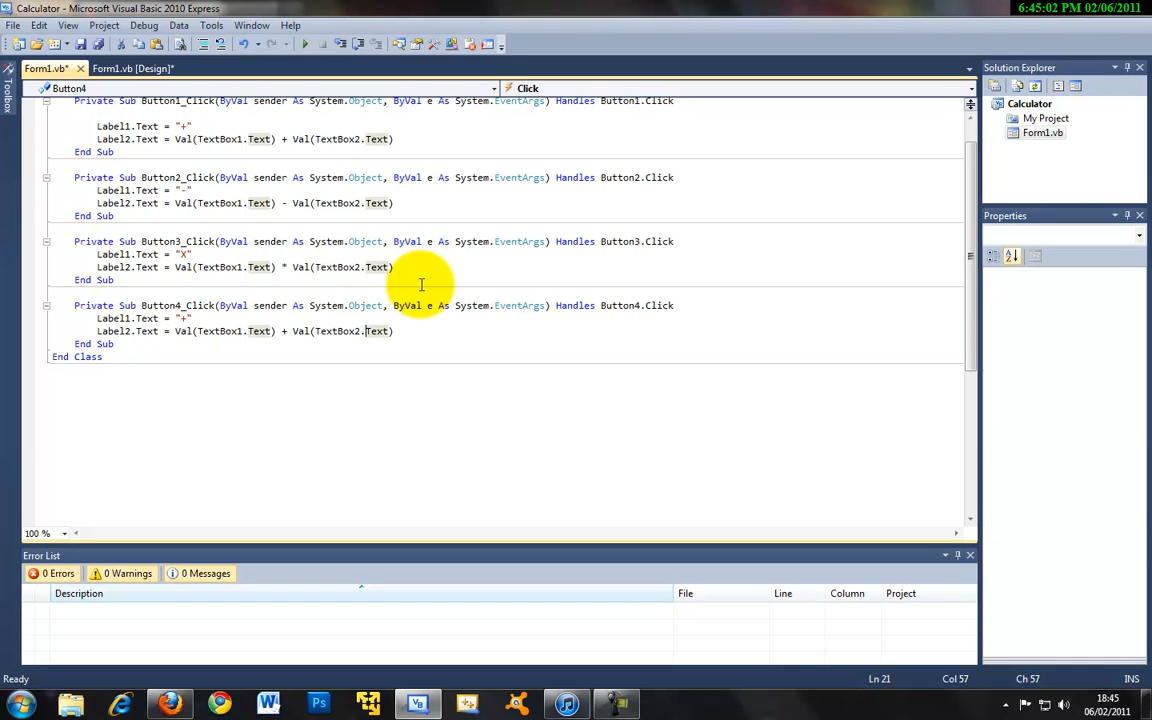 Calculator - Microsoft Visual Basic 2010 Express
6:45:02 PM 02/06/2011
File Edit View Project Debug Data Tools Window Help
Form1.vb* Form1.vb [Design]*
Toolbox
Button4 Click
Private Sub Button1_Click(ByVal sender As System.Object, ByVal e As System.EventArgs) Handles Button1.Click
Label1.Text = "+"
Label2.Text = Val(TextBox1.Text) + Val(TextBox2.Text)
End Sub
Private Sub Button2_Click(ByVal sender As System.Object, ByVal e As System.EventArgs) Handles Button2.Click
Label1.Text = "-"
Label2.Text = Val(TextBox1.Text) - Val(TextBox2.Text)
End Sub
Private Sub Button3_Click(ByVal sender As System.Object, ByVal e As System.EventArgs) Handles Button3.Click
Label1.Text = "X"
Label2.Text = Val(TextBox1.Text) * Val(TextBox2.Text)
End Sub
Private Sub Button4_Click(ByVal sender As System.Object, ByVal e As System.EventArgs) Handles Button4.Click
Label1.Text = "+"
Label2.Text = Val(TextBox1.Text) + Val(TextBox2.Text)
End Sub
End Class
100 %
Solution Explorer
Calculator
My Project
Form1.vb
Properties
Error List
0 Errors 0 Warnings 0 Messages
Description File Line Column Project
Ready Ln 21 Col 57 Ch 57 INS
W Ps
18:45
06/02/2011